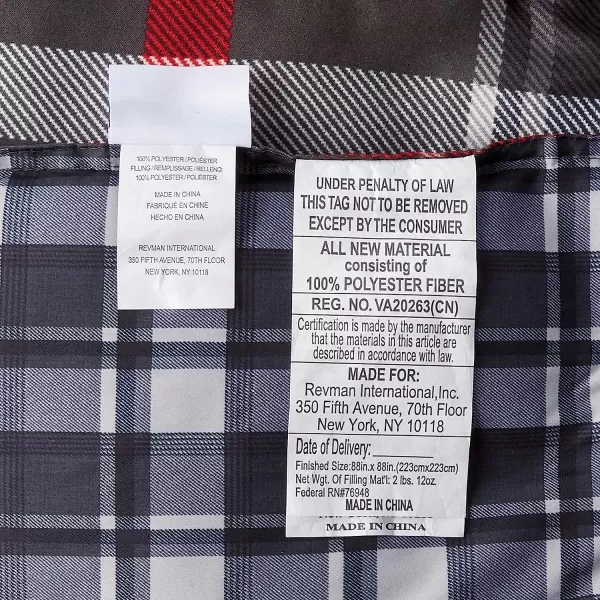 100% POLYESTER / POLIÉSTER
FILLING / REMPLISSAGE / RELLENO:
100% POLYESTER / POLIÉSTER
MADE IN CHINA
FABRIQUÉ EN CHINE
HECHO EN CHINA
REVMAN INTERNATIONAL
350 FIFTH AVENUE, 70TH FLOOR
NEW YORK, NY 10118
UNDER PENALTY OF LAW
THIS TAG NOT TO BE REMOVED
EXCEPT BY THE CONSUMER
ALL NEW MATERIAL
consisting of
100% POLYESTER FIBER
REG. NO. VA20263(CN)
Certification is made by the manufacturer
that the materials in this article are
described in accordance with law.
MADE FOR:
Revman International,Inc.
350 Fifth Avenue, 70th Floor
New York, NY 10118
Date of Delivery:
Finished Size:88in.x 88in.(223cmx223cm)
Net Wgt. Of Filling Mat'l: 2 lbs. 12oz.
Federal RN#76948
MADE IN CHINA
MADE IN CHINA